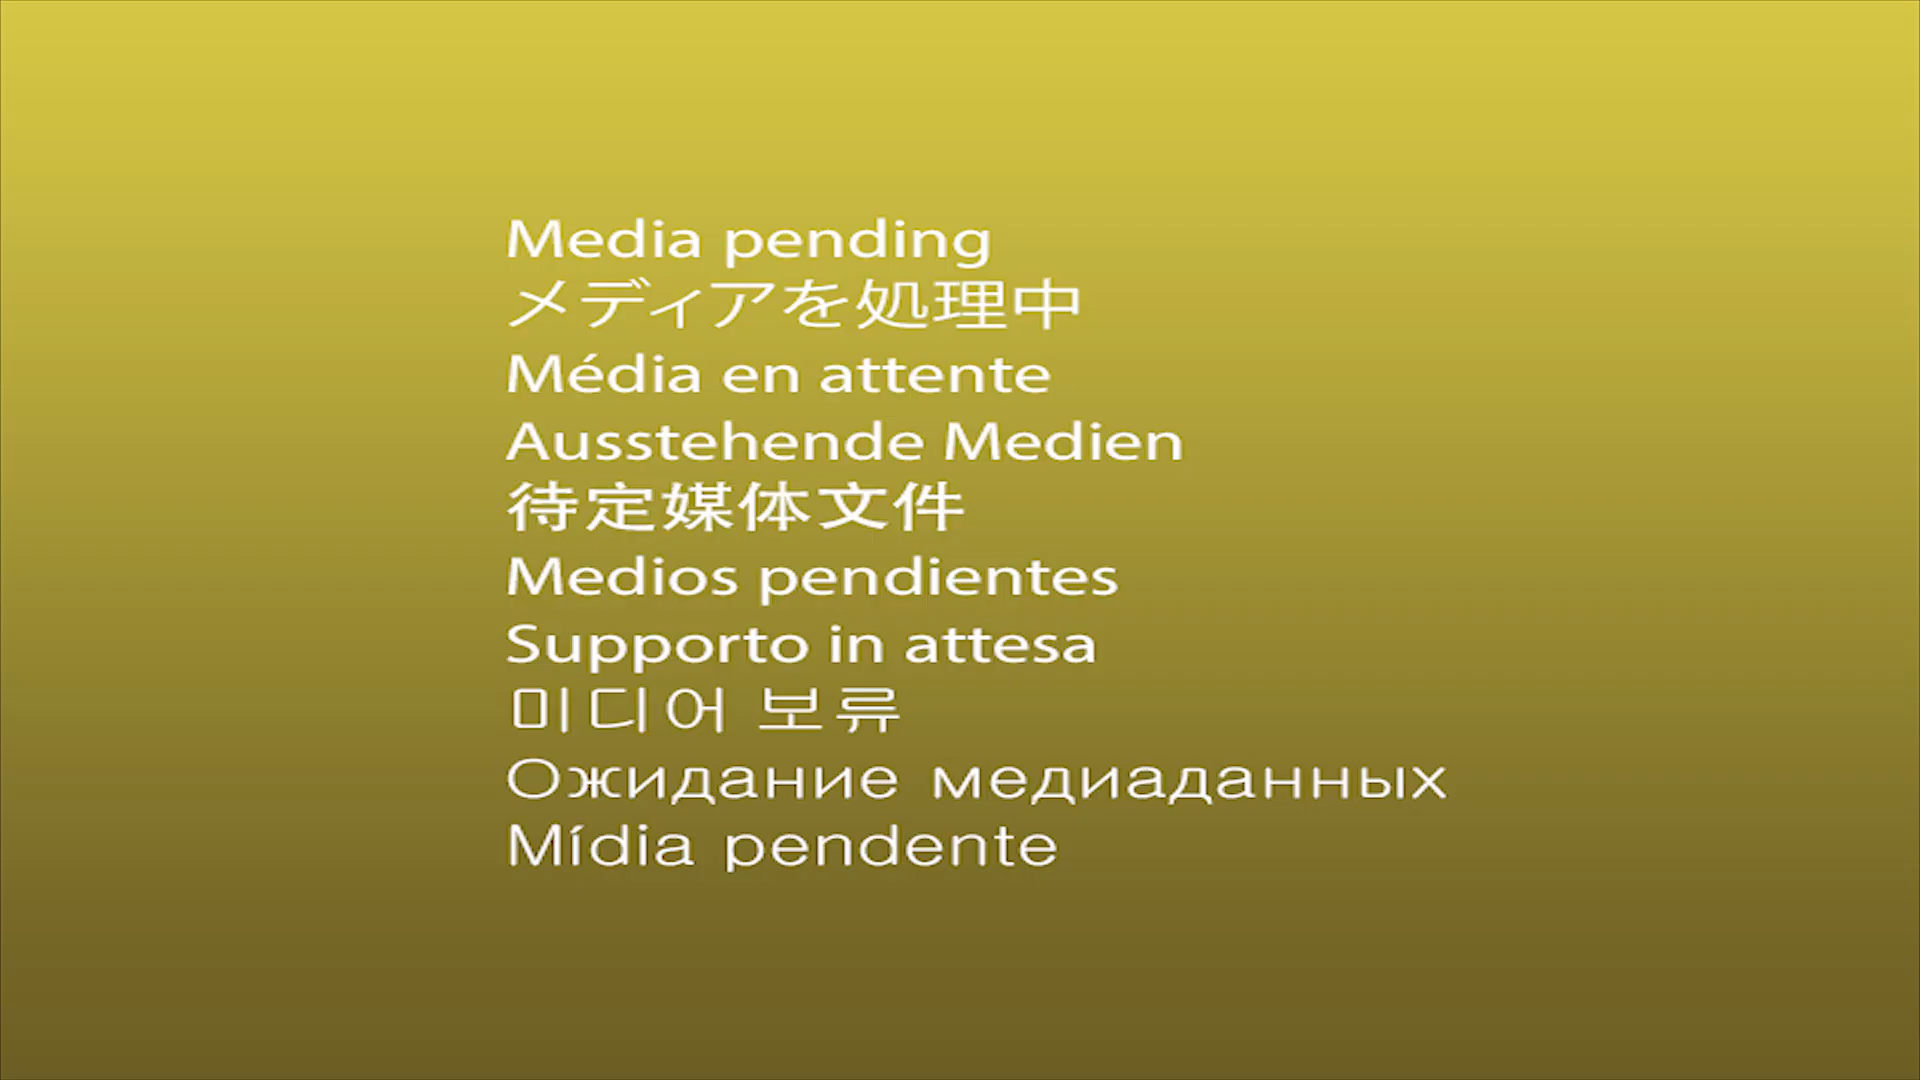 Media pending
メディアを処理中
Média en attente
Ausstehende Medien
待定媒体文件
Medios pendientes
Supporto in attesa
미디어 보류
Ожидание медиаданных
Mídia pendente